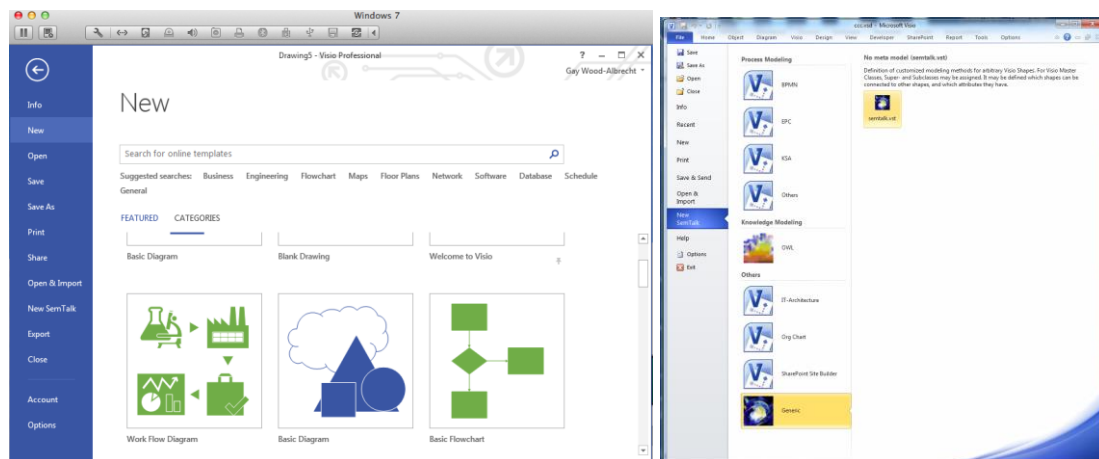 Windows 7
Drawing5 - Visio Professional
Gay Wood-Albrecht
Info
New
Open
Save
Save As
Print
Share
Open & Import
New SemTalk
Export
Close
Account
Options
New
Search for online templates
Suggested searches: Business Engineering Flowchart Maps Floor Plans Network Software Database Schedule
General
FEATURED CATEGORIES
Basic Diagram Blank Drawing Welcome to Visio
Work Flow Diagram Basic Diagram Basic Flowchart
sss.vsd - Microsoft Visio
File Home Object Diagram Visio Design View Developer SharePoint Report Tools Options
Save
Save As
Open
Close
Info
Recent
New
Print
Save & Send
Open &
Import
New
SemTalk
Help
Options
Exit
Process Modeling
BPMN
EPC
KSA
Others
Knowledge Modeling
OWL
Others
IT-Architecture
Org Chart
SharePoint Site Builder
Generic
No meta model (semtalk.vst)
Definition of customized modeling methods for arbitrary Visio Shapes. For Visio Master
Classes, Super- and Subclasses may be assigned. It may be defined which shapes can be
connected to other shapes, and which attributes they have.
semtalk.vst